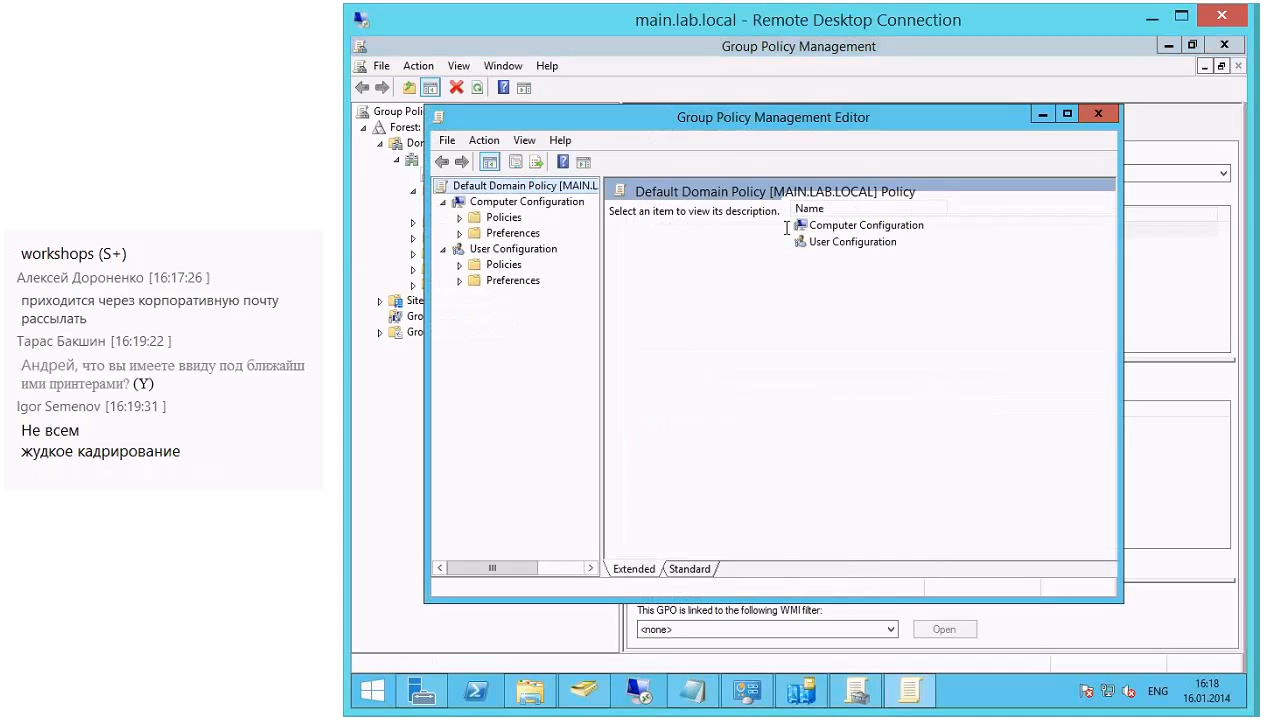 workshops (S+)
Алексей Дороненко [16:17:26 ]
приходится через корпоративную почту
рассылать
Тарас Бакшин [16:19:22 ]
Андрей, что вы имеете ввиду под ближайш
ими принтерами? (Y)
Igor Semenov [16:19:31 ]
Не всем
жудкое кадрирование
main.lab.local - Remote Desktop Connection
Group Policy Management
File Action View Window Help
Group Poli
Forest:
Dor
Site
Gro
Gro
Group Policy Management Editor
File Action View Help
Default Domain Policy [MAIN.L
Computer Configuration
Policies
Preferences
User Configuration
Policies
Preferences
Default Domain Policy [MAIN.LAB.LOCAL] Policy
Select an item to view its description.
Name
Computer Configuration
User Configuration
Extended Standard
This GPO is linked to the following WMI filter:
<none> Open
ENG
16:18
16.01.2014